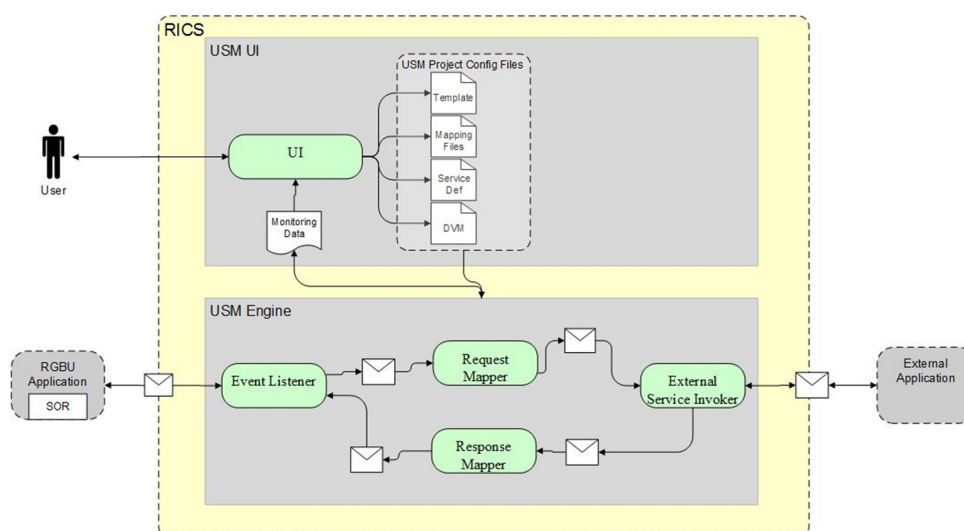 RICS
USM UI
USM Project Config Files
Template
Mapping
Files
Service
Def
DVM
UI
User
Monitoring
Data
USM Engine
RGBU
Application
SOR
Event Listener
Request
Mapper
External
Service Invoker
Response
Mapper
External
Application